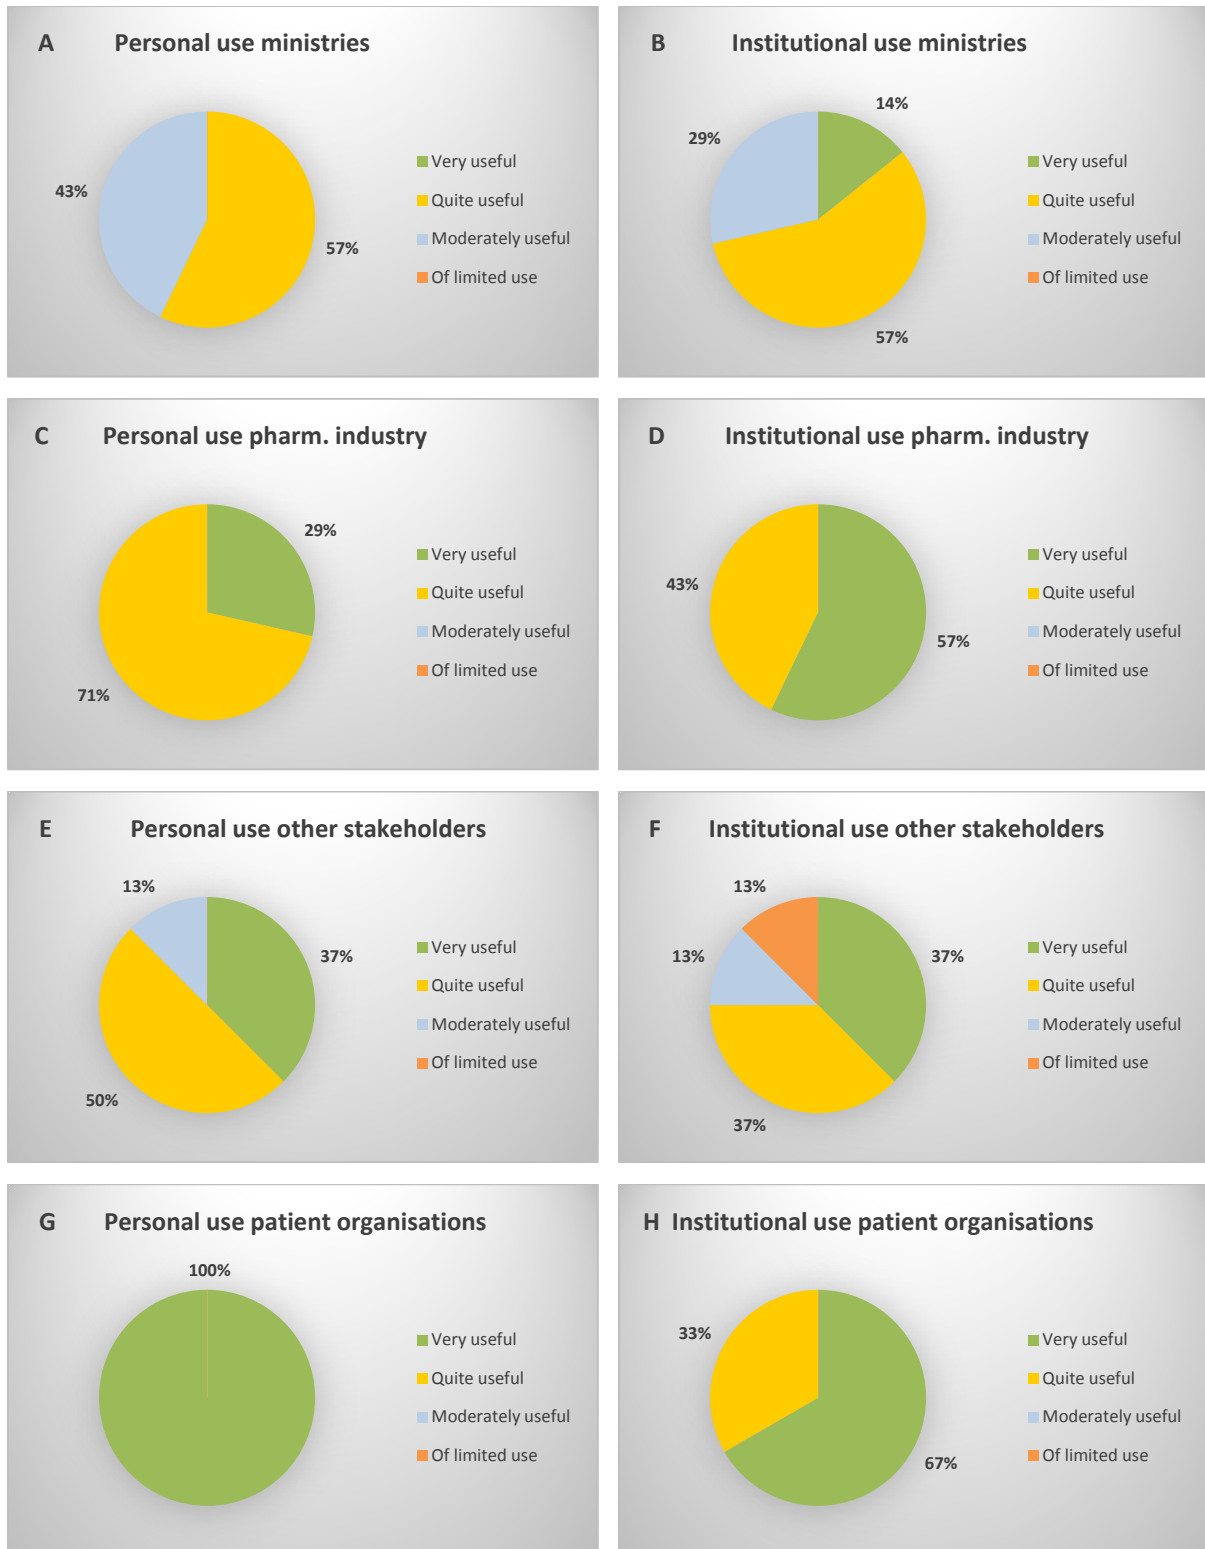 A Personal use ministries
43%
57%
Very useful
Quite useful
Moderately useful
Of limited use
B Institutional use ministries
14%
29%
57%
Very useful
Quite useful
Moderately useful
Of limited use
C Personal use pharm. industry
29%
71%
Very useful
Quite useful
Moderately useful
Of limited use
D Institutional use pharm. industry
43%
57%
Very useful
Quite useful
Moderately useful
Of limited use
E Personal use other stakeholders
13%
37%
50%
Very useful
Quite useful
Moderately useful
Of limited use
F Institutional use other stakeholders
13%
13%
37%
37%
Very useful
Quite useful
Moderately useful
Of limited use
G Personal use patient organisations
100%
Very useful
Quite useful
Moderately useful
Of limited use
H Institutional use patient organisations
33%
67%
Very useful
Quite useful
Moderately useful
Of limited use